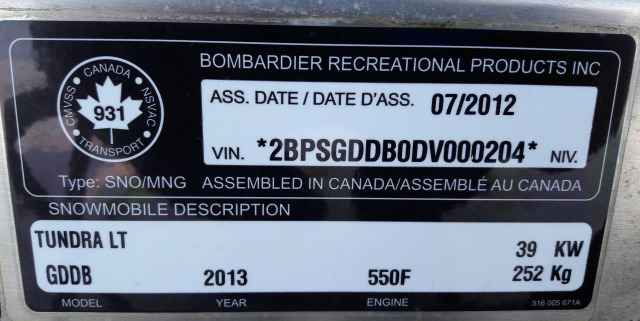 BOMBARDIER RECREATIONAL PRODUCTS INC
CANADA
CMVSS 931 NSVAC
TRANSPORT
ASS. DATE / DATE D'ASS. 07/2012
VIN. *2BPSGDDB0DV000204* NIV.
Type: SNO/MNG ASSEMBLED IN CANADA/ASSEMBLÉ AU CANADA
SNOWMOBILE DESCRIPTION
TUNDRA LT 39 KW
GDDB 2013 550F 252 Kg
MODEL YEAR ENGINE 516 005 671A